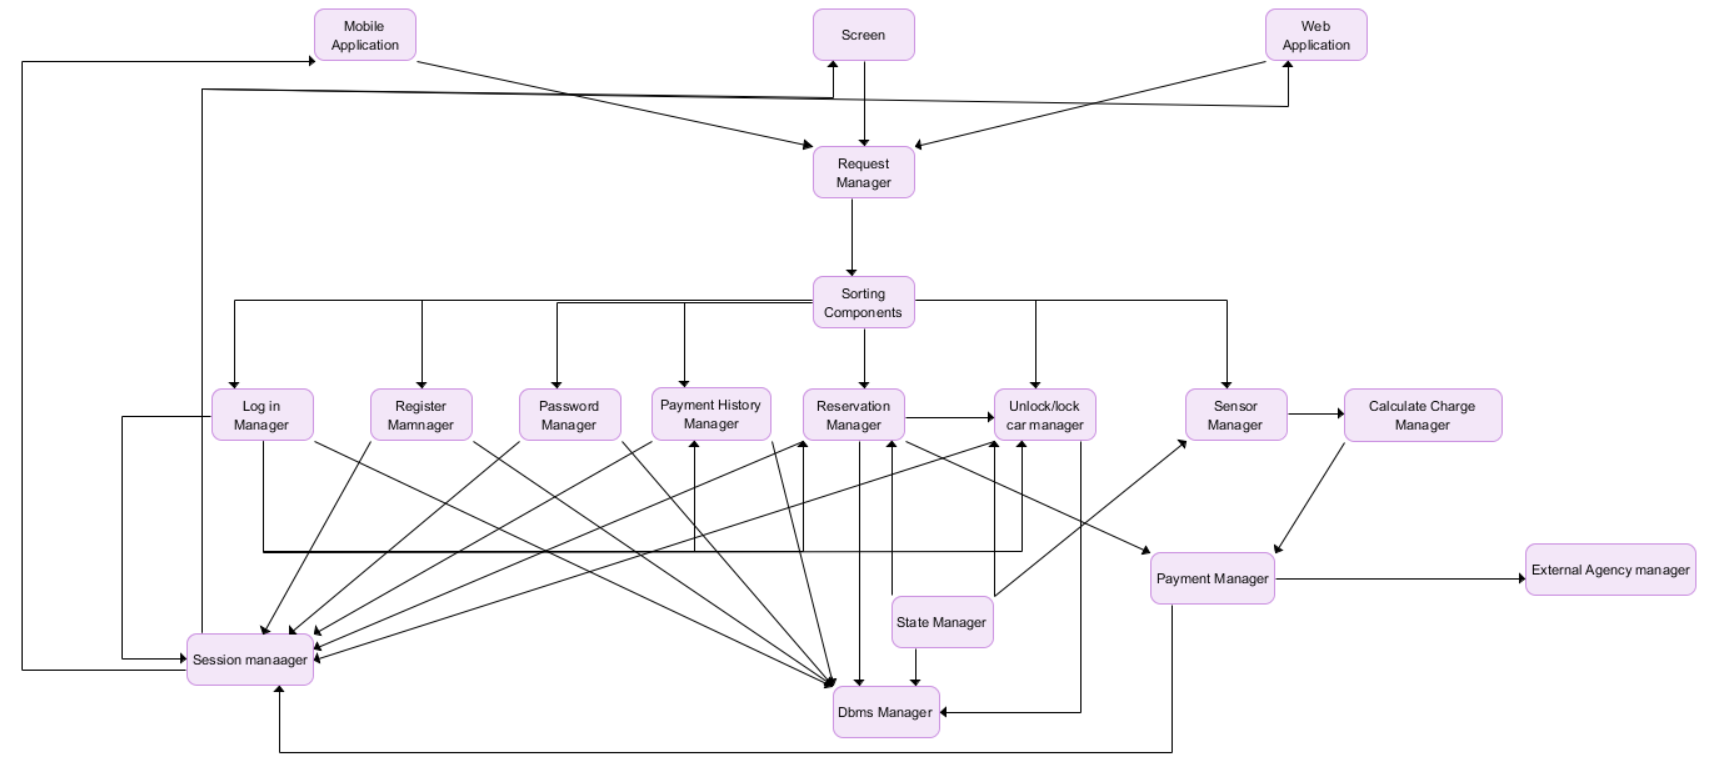 Mobile
Application
Screen
Web
Application
Request
Manager
Sorting
Components
Log in
Manager
Register
Mamnager
Password
Manager
Payment History
Manager
Reservation
Manager
Unlock/lock
car manager
Sensor
Manager
Calculate Charge
Manager
Payment Manager
External Agency manager
State Manager
Session manaager
Dbms Manager